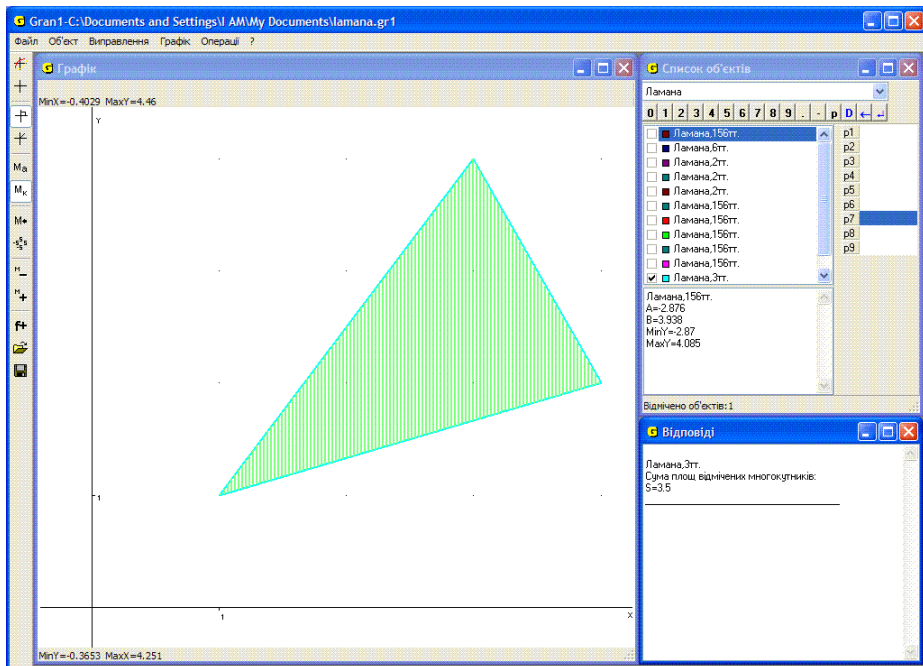 Gran1-C:\Documents and Settings\I AM\My Documents\lamana.gr1
Файл Об'єкт Виправлення Графік Операції ?
Графік
MinX=-0.4029 MaxY=4.46
Y
1
1
X
MinY=-0.3653 MaxX=4.251
Mа
Mк
M+
M
M+
f+
Список об'єктів
Ламана
0 1 2 3 4 5 6 7 8 9 . - p D ←
Ламана,156тт.
Ламана,6тт.
Ламана,2тт.
Ламана,2тт.
Ламана,2тт.
Ламана,156тт.
Ламана,156тт.
Ламана,156тт.
Ламана,156тт.
Ламана,156тт.
Ламана,3тт.
p1
p2
p3
p4
p5
p6
p7
p8
p9
Ламана,156тт.
A=-2.876
B=3.938
MinY=-2.87
MaxY=4.085
Відмічено об'єктів:1
Відповіді
Ламана,3тт.
Сума площ відмічених многокутників:
S=3.5